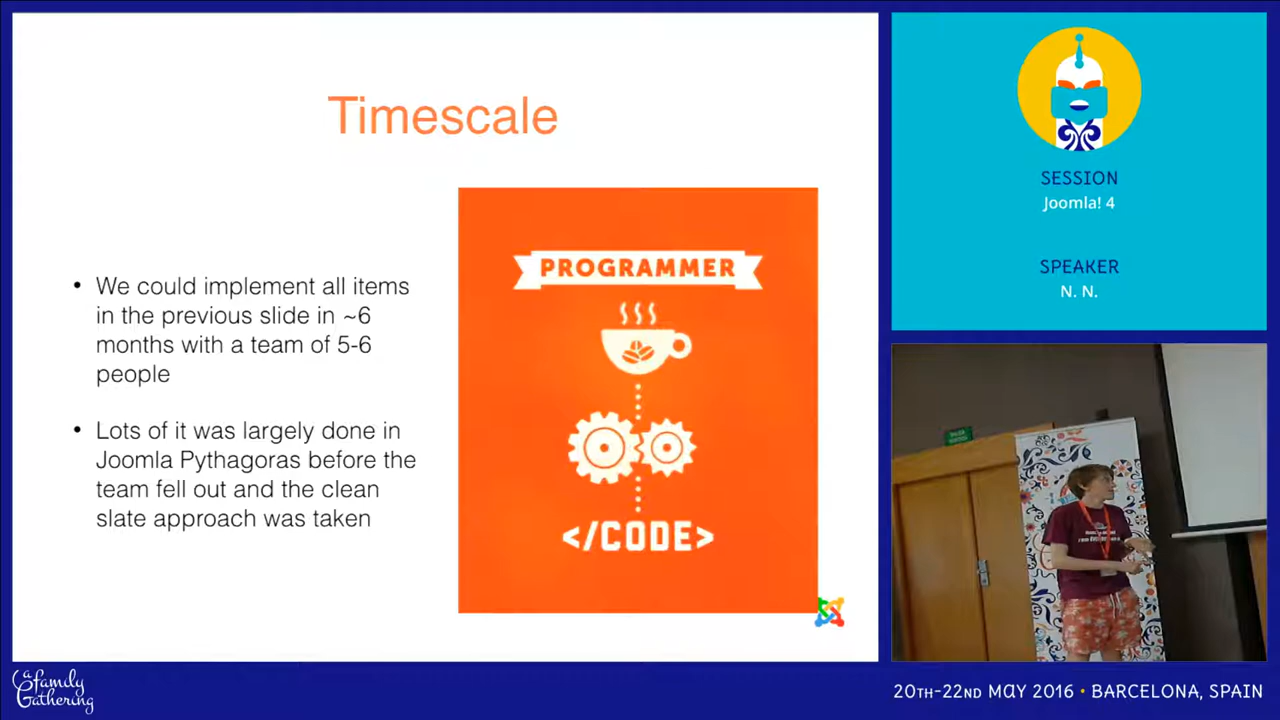 Timescale
• We could implement all items
in the previous slide in ~6
months with a team of 5-6
people
• Lots of it was largely done in
Joomla Pythagoras before the
team fell out and the clean
slate approach was taken
PROGRAMMER
</CODE>
SESSION
Joomla! 4
SPEAKER
N. N.
a family
Gathering
20TH-22ND MAY 2016 • BARCELONA, SPAIN